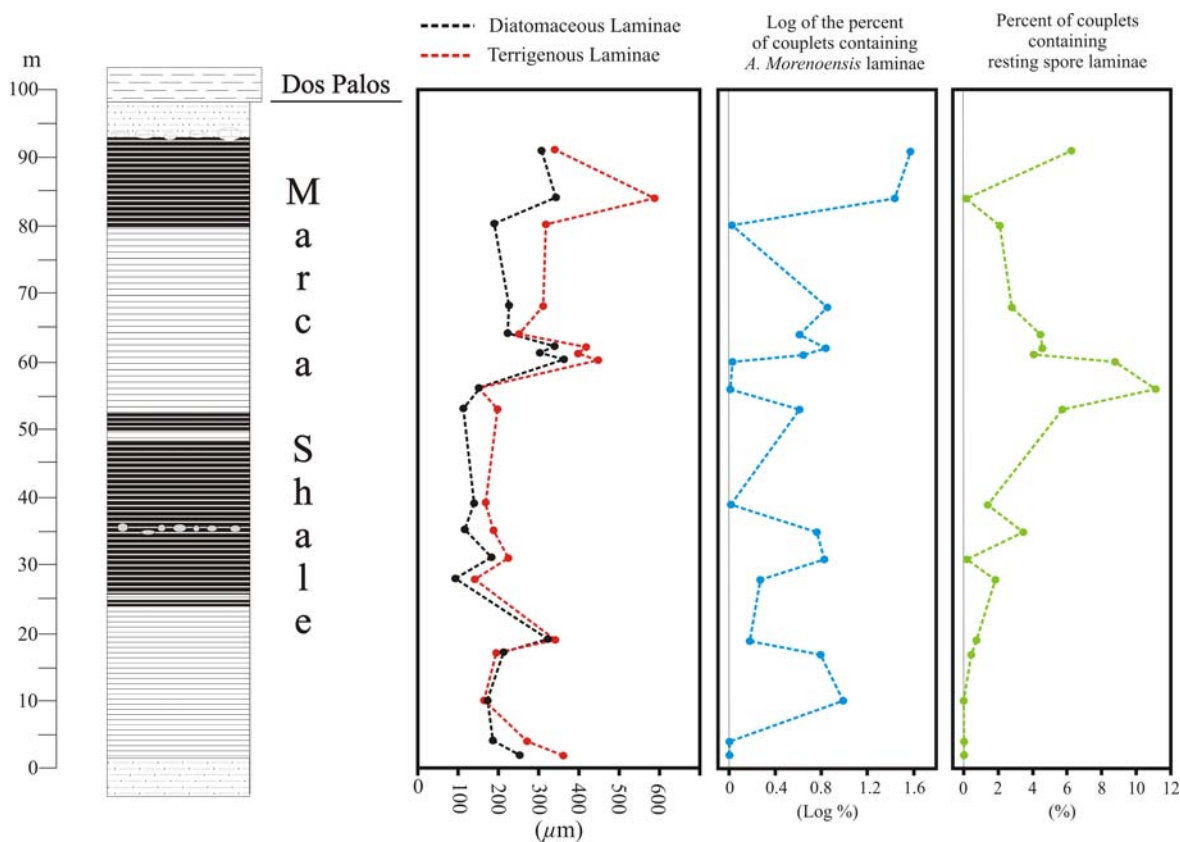 Diatomaceous Laminae
Terrigenous Laminae
Log of the percent
of couplets containing
A. Morenoensis laminae
Percent of couplets
containing
resting spore laminae
m
100
90
80
70
60
50
40
30
20
10
0
Dos Palos
Marca
Shale
0
100
200
300
400
500
600
(μm)
0
0.4
0.8
1.2
1.6
(Log %)
0
2
4
6
8
10
12
(%)